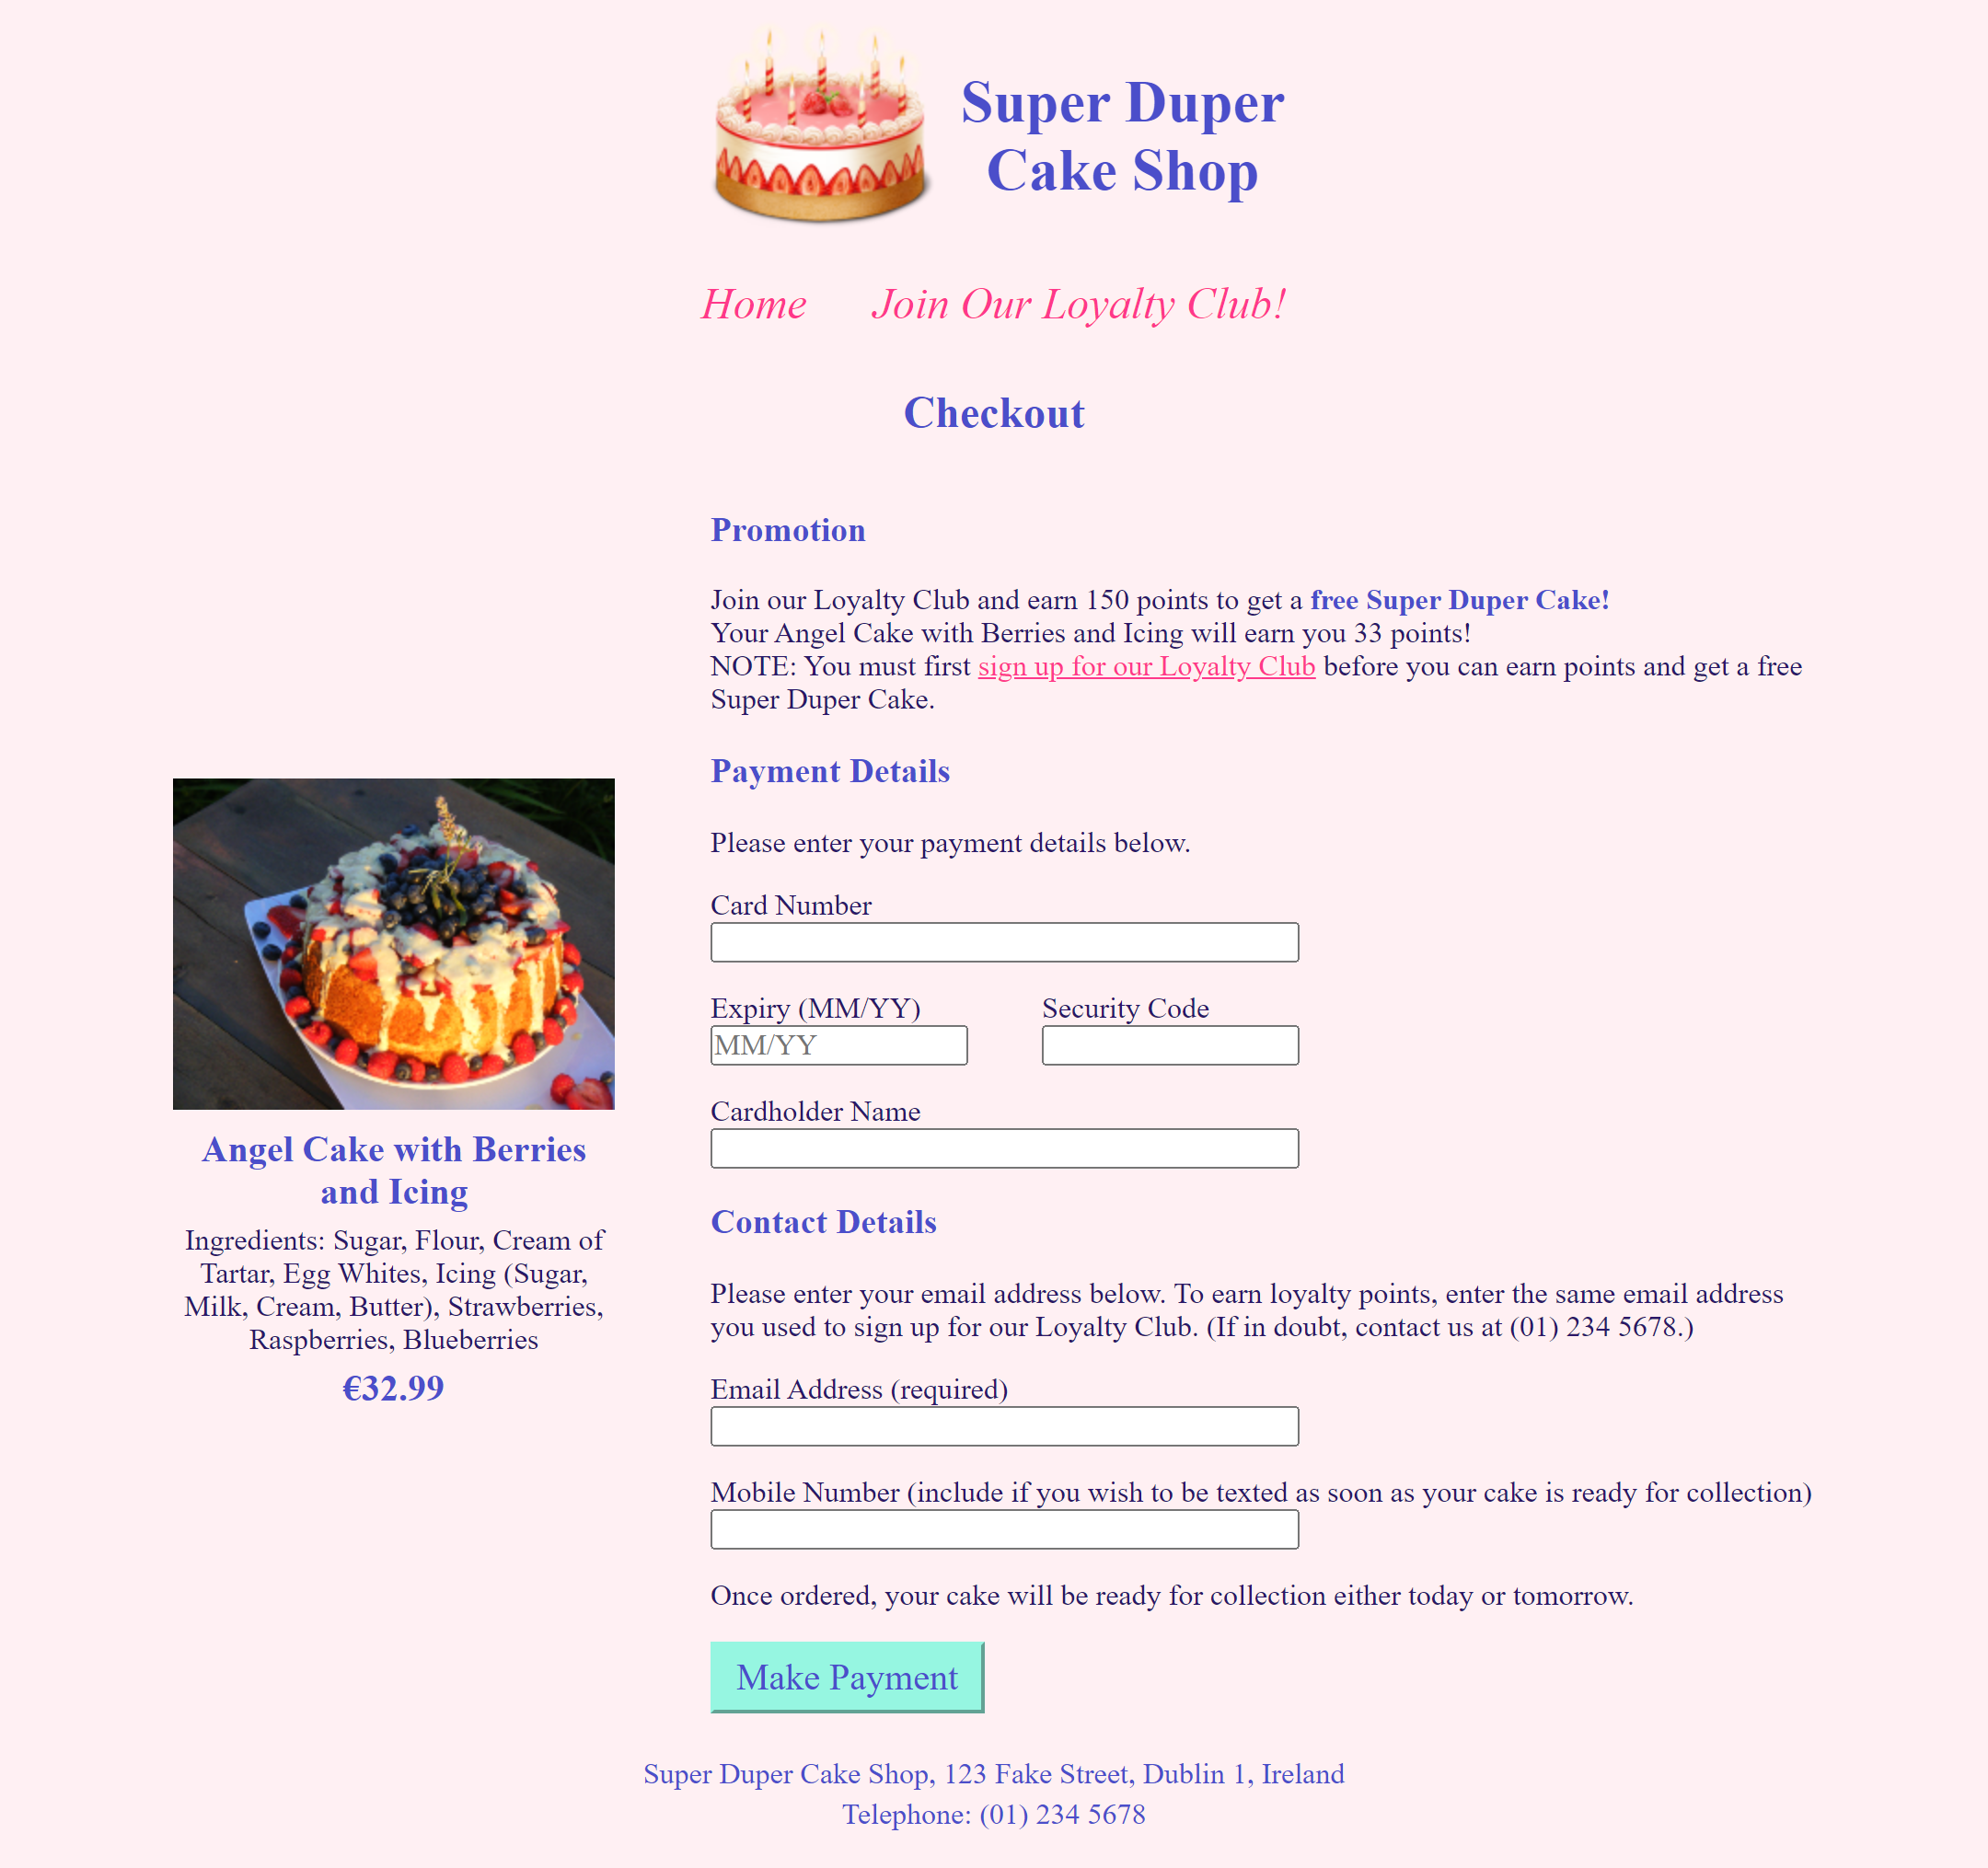 Super Duper
Cake Shop
Home
Join Our Loyalty Club!
Checkout
Angel Cake with Berries
and Icing
Ingredients: Sugar, Flour, Cream of
Tartar, Egg Whites, Icing (Sugar,
Milk, Cream, Butter), Strawberries,
Raspberries, Blueberries
€32.99
Promotion
Join our Loyalty Club and earn 150 points to get a free Super Duper Cake!
Your Angel Cake with Berries and Icing will earn you 33 points!
NOTE: You must first sign up for our Loyalty Club before you can earn points and get a free
Super Duper Cake.
Payment Details
Please enter your payment details below.
Card Number
Expiry (MM/YY)
MM/YY
Security Code
Cardholder Name
Contact Details
Please enter your email address below. To earn loyalty points, enter the same email address
you used to sign up for our Loyalty Club. (If in doubt, contact us at (01) 234 5678.)
Email Address (required)
Mobile Number (include if you wish to be texted as soon as your cake is ready for collection)
Once ordered, your cake will be ready for collection either today or tomorrow.
Make Payment
Super Duper Cake Shop, 123 Fake Street, Dublin 1, Ireland
Telephone: (01) 234 5678